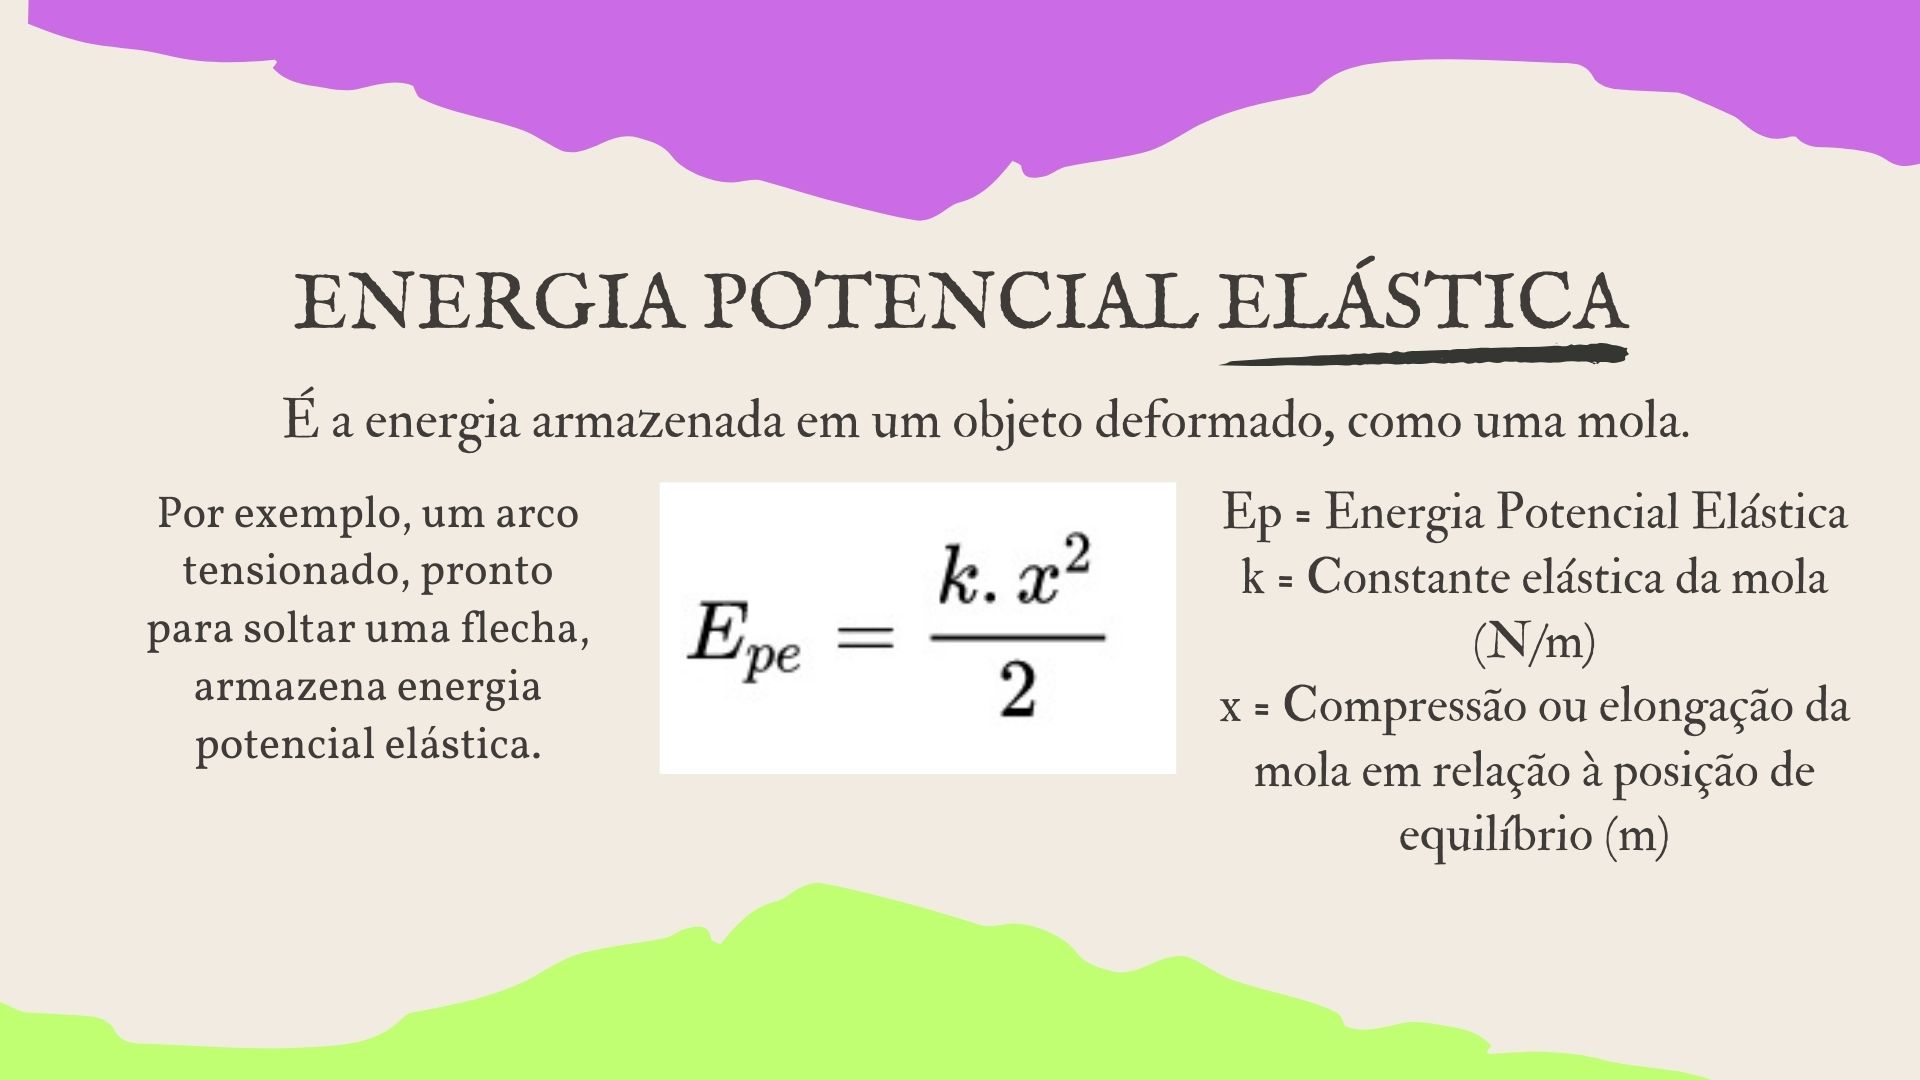 ENERGIA POTENCIAL ELÁSTICA
É a energia armazenada em um objeto deformado, como uma mola.
Por exemplo, um arco
tensionado, pronto
para soltar uma flecha,
armazena energia
potencial elástica.
E_{pe} = \frac{k. x^2}{2}
Ep = Energia Potencial Elástica
k = Constante elástica da mola
(N/m)
x = Compressão ou elongação da
mola em relação à posição de
equilíbrio (m)